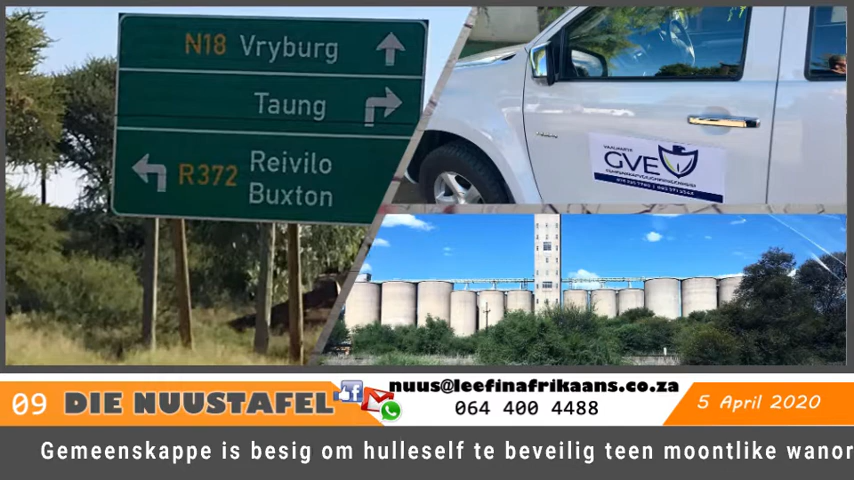 N18 Vryburg
Taung
R372 Reivilo
Buxton
VAALHARTS
GVE
09 DIE NUUSTAFEL
nuus@leefinafrikaans.co.za
064 400 4488
5 April 2020
Gemeenskappe is besig om hulleself te beveilig teen moontlike wanor